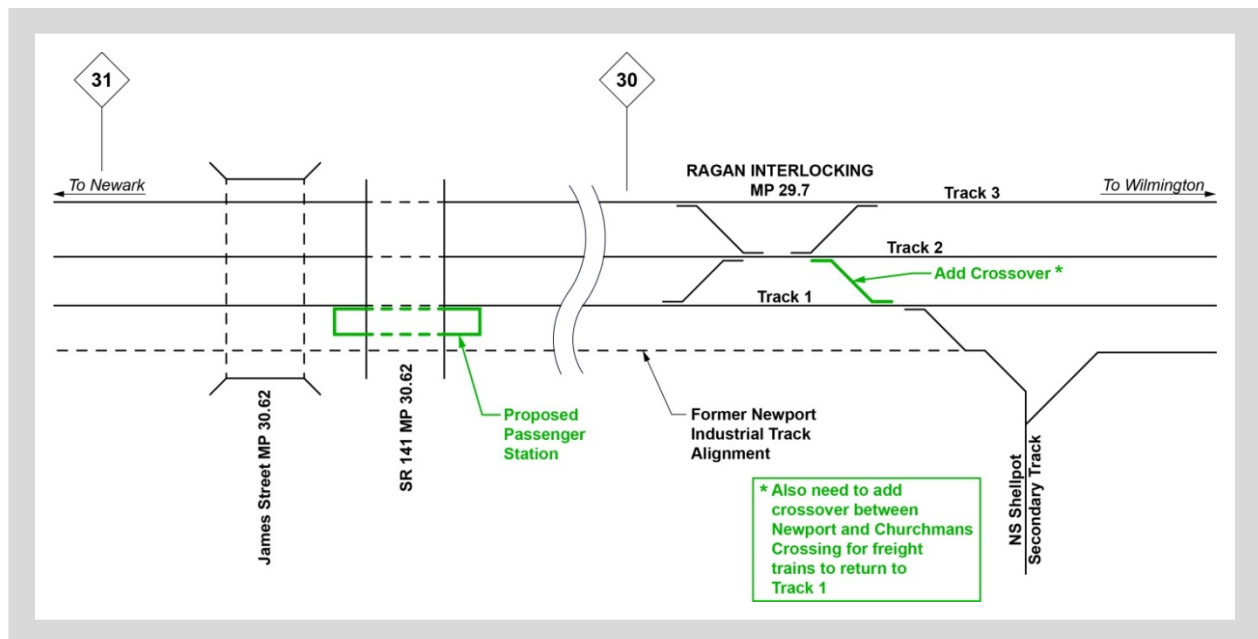 31
30
To Newark
RAGAN INTERLOCKING
MP 29.7
Track 3
To Wilmington
Track 2
Add Crossover *
Track 1
James Street MP 30.62
SR 141 MP 30.62
Proposed
Passenger
Station
Former Newport
Industrial Track
Alignment
* Also need to add
crossover between
Newport and Churchmans
Crossing for freight
trains to return to
Track 1
NS Shellpot
Secondary Track